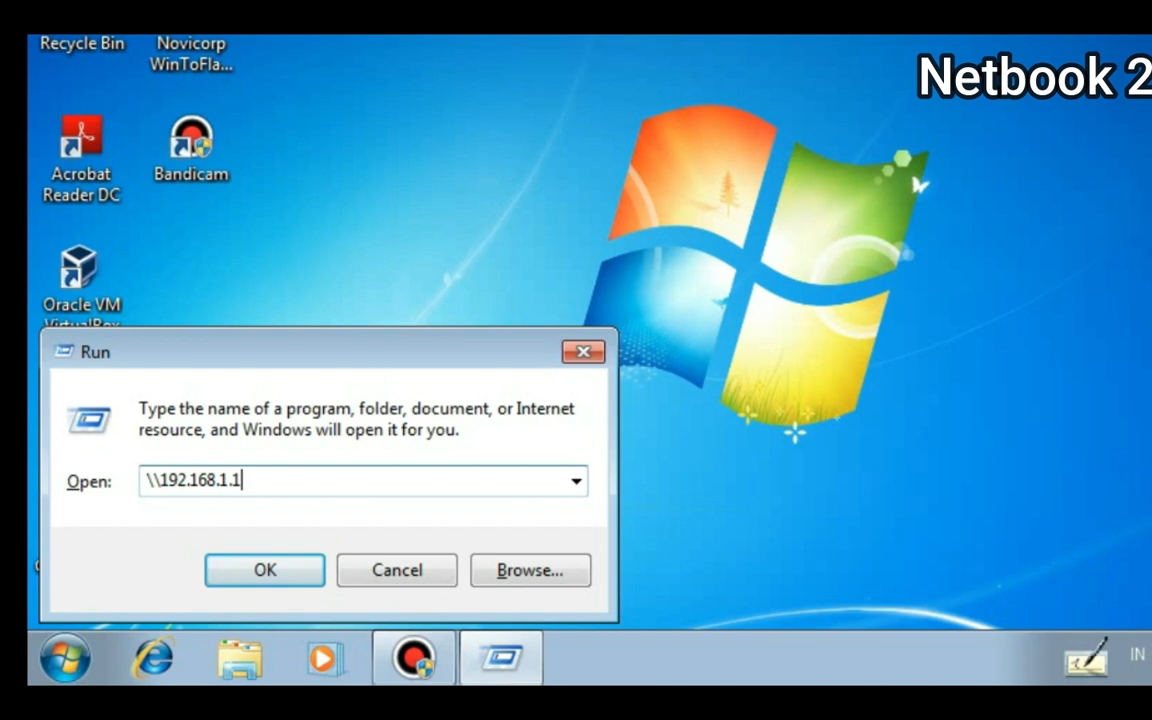 Recycle Bin
Novicorp
WinToFla...
Netbook 2
Acrobat
Reader DC
Bandicam
Oracle VM
VirtualBox
Run
Type the name of a program, folder, document, or Internet
resource, and Windows will open it for you.
Open:
\\192.168.1.1
OK
Cancel
Browse...
IN